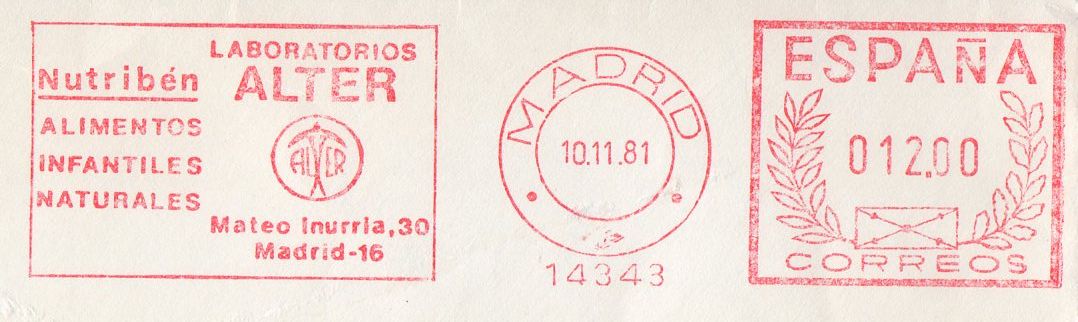 Nutribén
ALIMENTOS
INFANTILES
NATURALES
LABORATORIOS
ALTER
ALTER
Mateo Inurria,30
Madrid-16
MADRID
10.11.81
14343
ESPAÑA
012.00
CORREOS